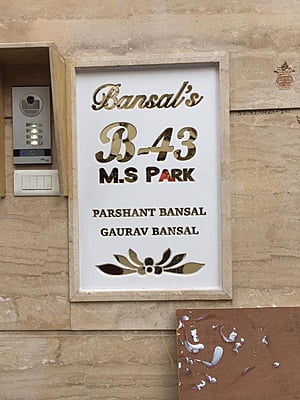 Bansal's
B-43
M.S PARK
PARSHANT BANSAL
GAURAV BANSAL